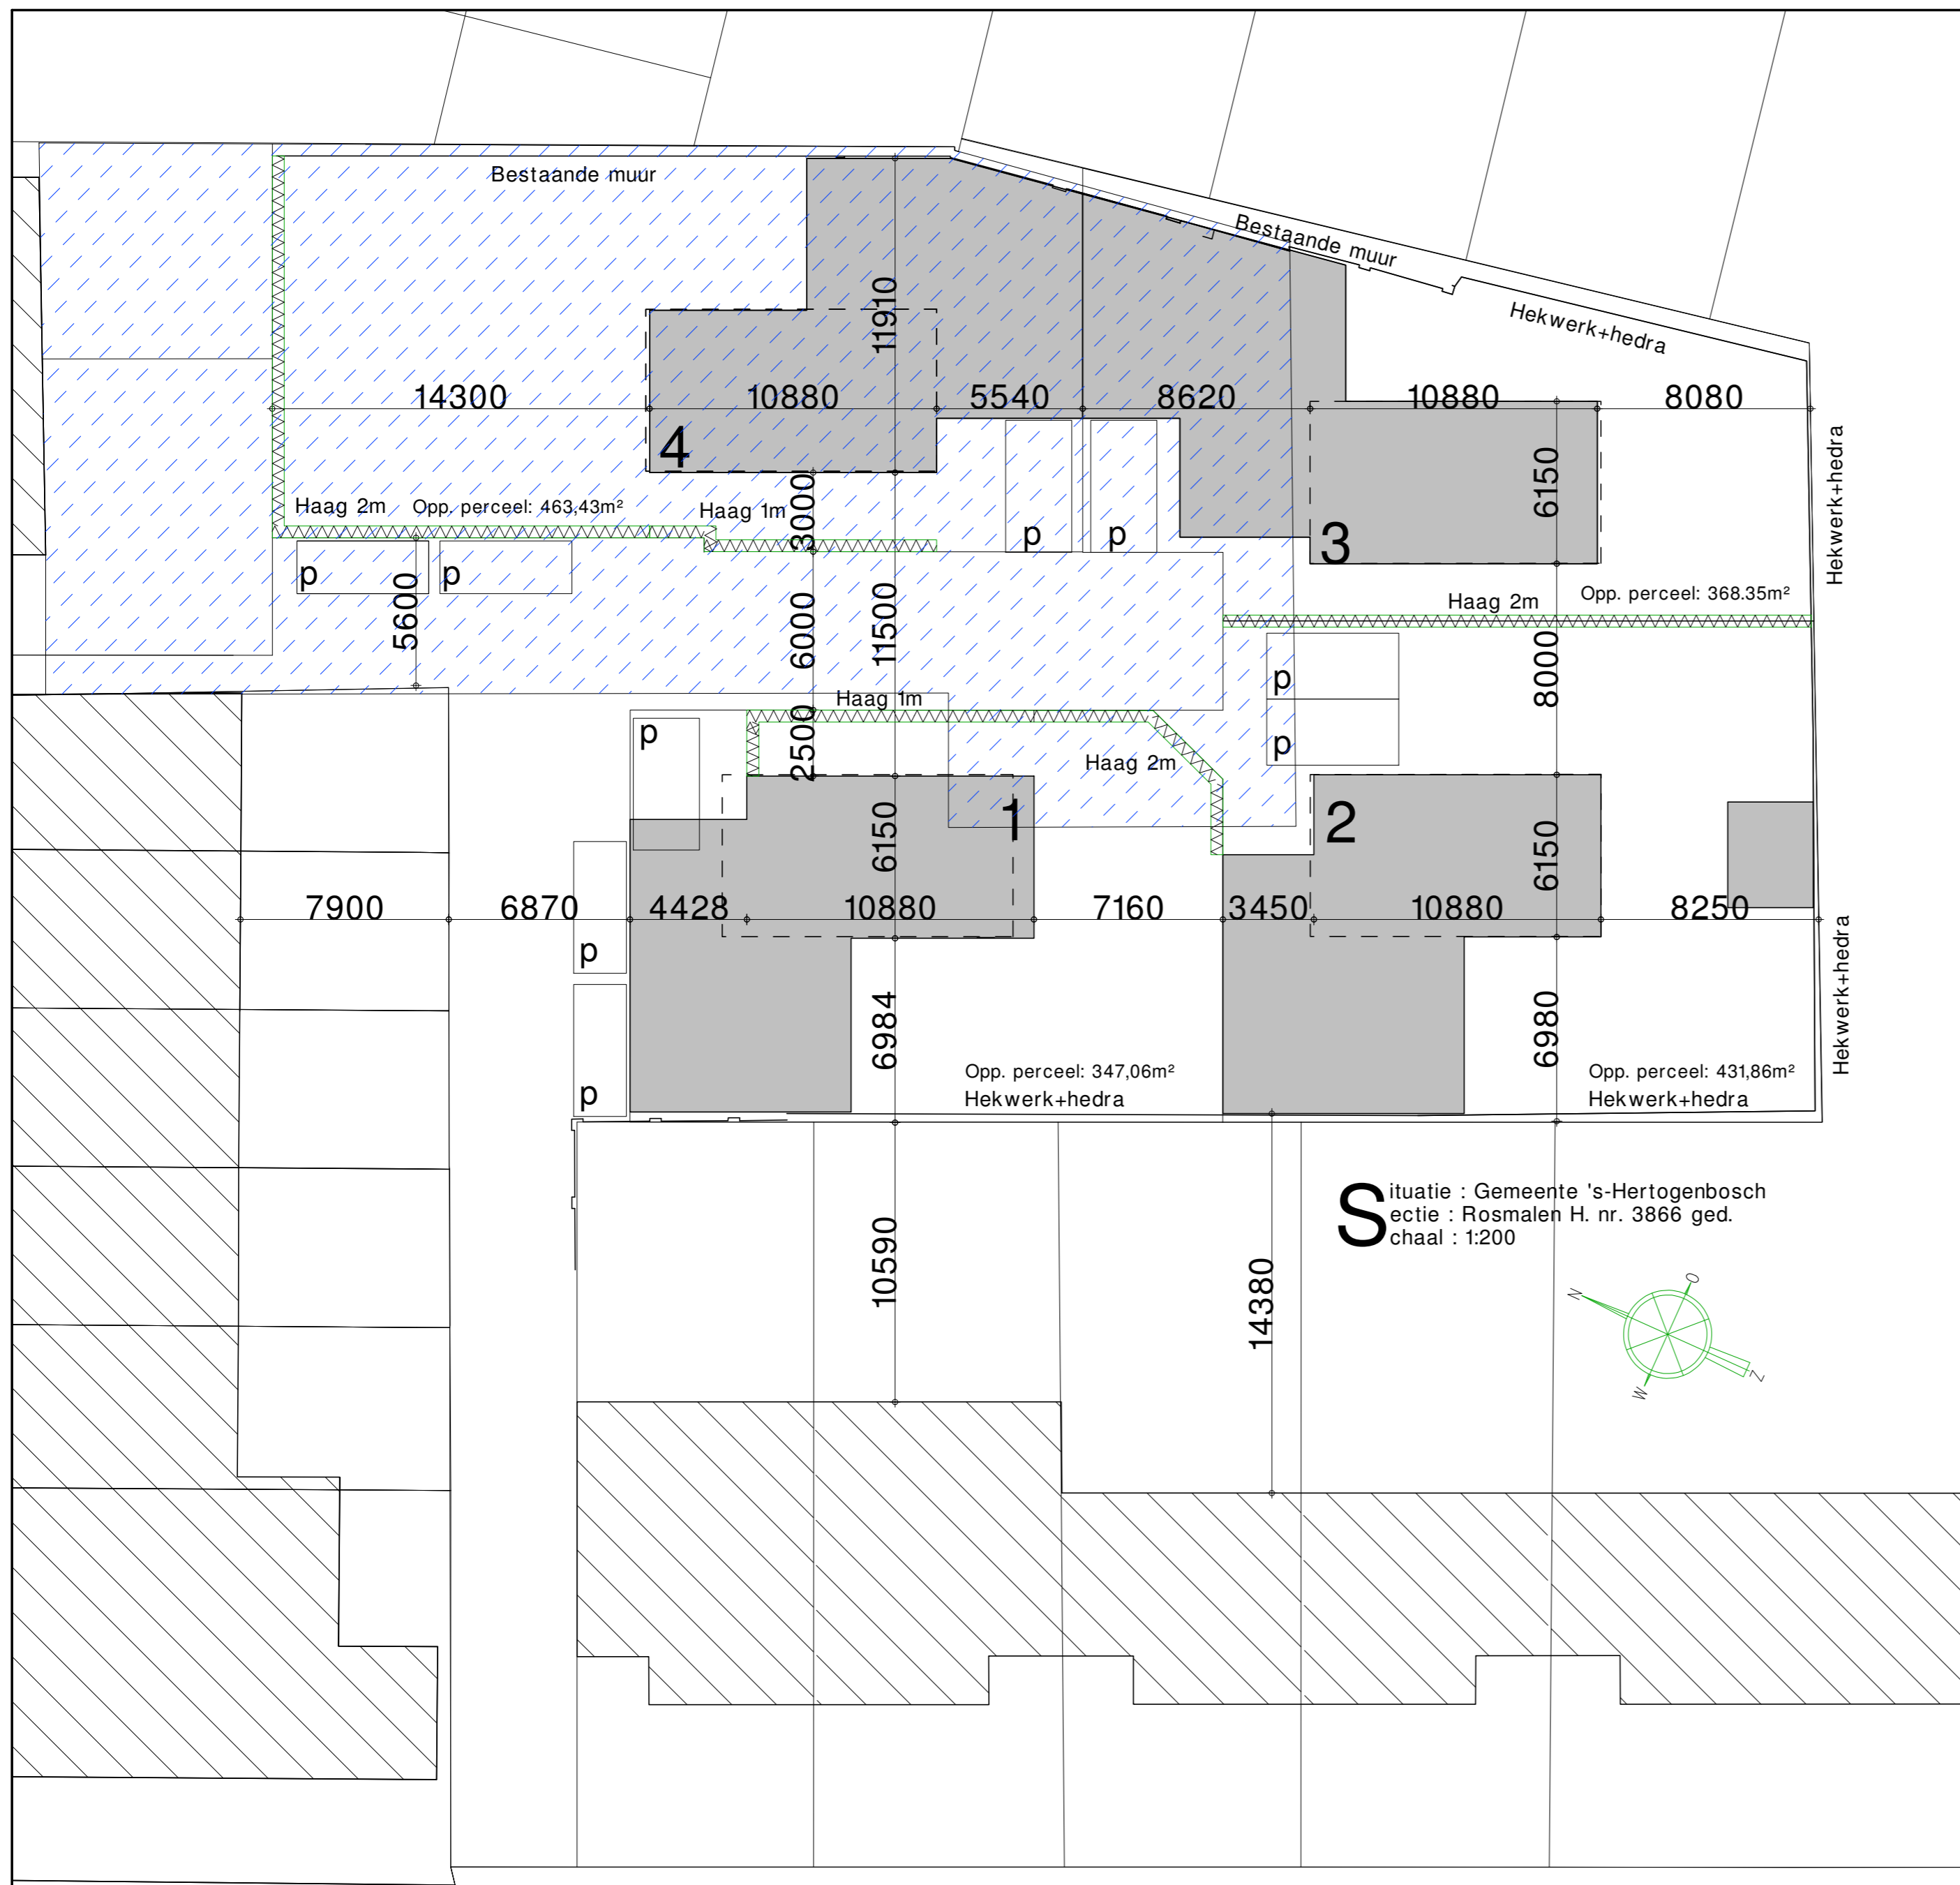 Bestaande muur
Bestaande muur
Hekwerk+hedra
11910
14300
10880
5540
8620
10880
8080
4
6150
3
Hekwerk+hedra
Haag 2m
Opp. perceel: 463,43m²
Haag 1m
3000
p
p
p
p
5600
6000
11500
Opp. perceel: 368.35m²
Haag 2m
p
8000
Haag 1m
p
2500
Haag 2m
p
1
6150
2
6150
7900
6870
4428
10880
7160
3450
10880
8250
p
Hekwerk+hedra
6984
6980
p
Opp. perceel: 347,06m²
Hekwerk+hedra
Opp. perceel: 431,86m²
Hekwerk+hedra
Situatie : Gemeente 's-Hertogenbosch
Sectie : Rosmalen H. nr. 3866 ged.
Schaal : 1:200
10590
14380
N
O
W
Z